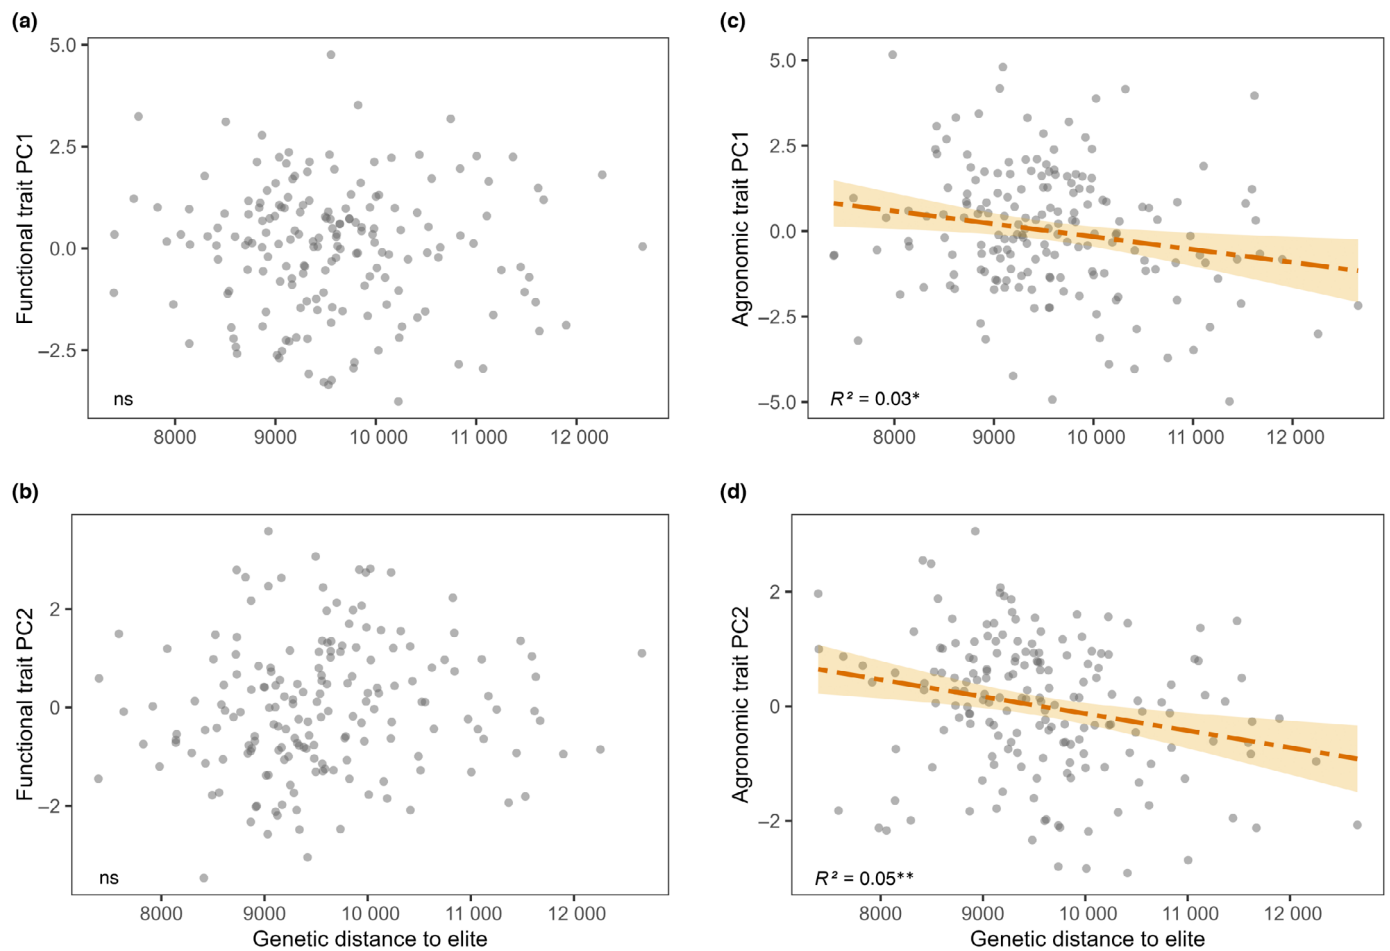 (a)
5.0
2.5
0.0
−2.5
Functional trait PC1
ns
8000 9000 10 000 11 000 12 000
(c)
5.0
2.5
0.0
−2.5
−5.0
Agronomic trait PC1
R² = 0.03*
8000 9000 10 000 11 000 12 000
(b)
2
0
−2
Functional trait PC2
ns
8000 9000 10 000 11 000 12 000
Genetic distance to elite
(d)
2
0
−2
Agronomic trait PC2
R² = 0.05**
8000 9000 10 000 11 000 12 000
Genetic distance to elite